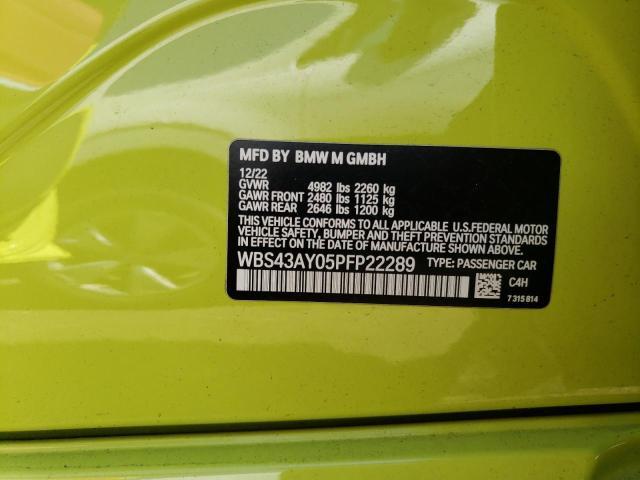 MFD BY BMW M GMBH
12/22
GVWR 4982 lbs 2260 kg
GAWR FRONT 2480 lbs 1125 kg
GAWR REAR 2646 lbs 1200 kg
THIS VEHICLE CONFORMS TO ALL APPLICABLE U.S.FEDERAL MOTOR
VEHICLE SAFETY, BUMPER AND THEFT PREVENTION STANDARDS
IN EFFECT ON THE DATE OF MANUFACTURE SHOWN ABOVE.
WBS43AY05PFP22289 TYPE: PASSENGER CAR
C4H
7 315 814